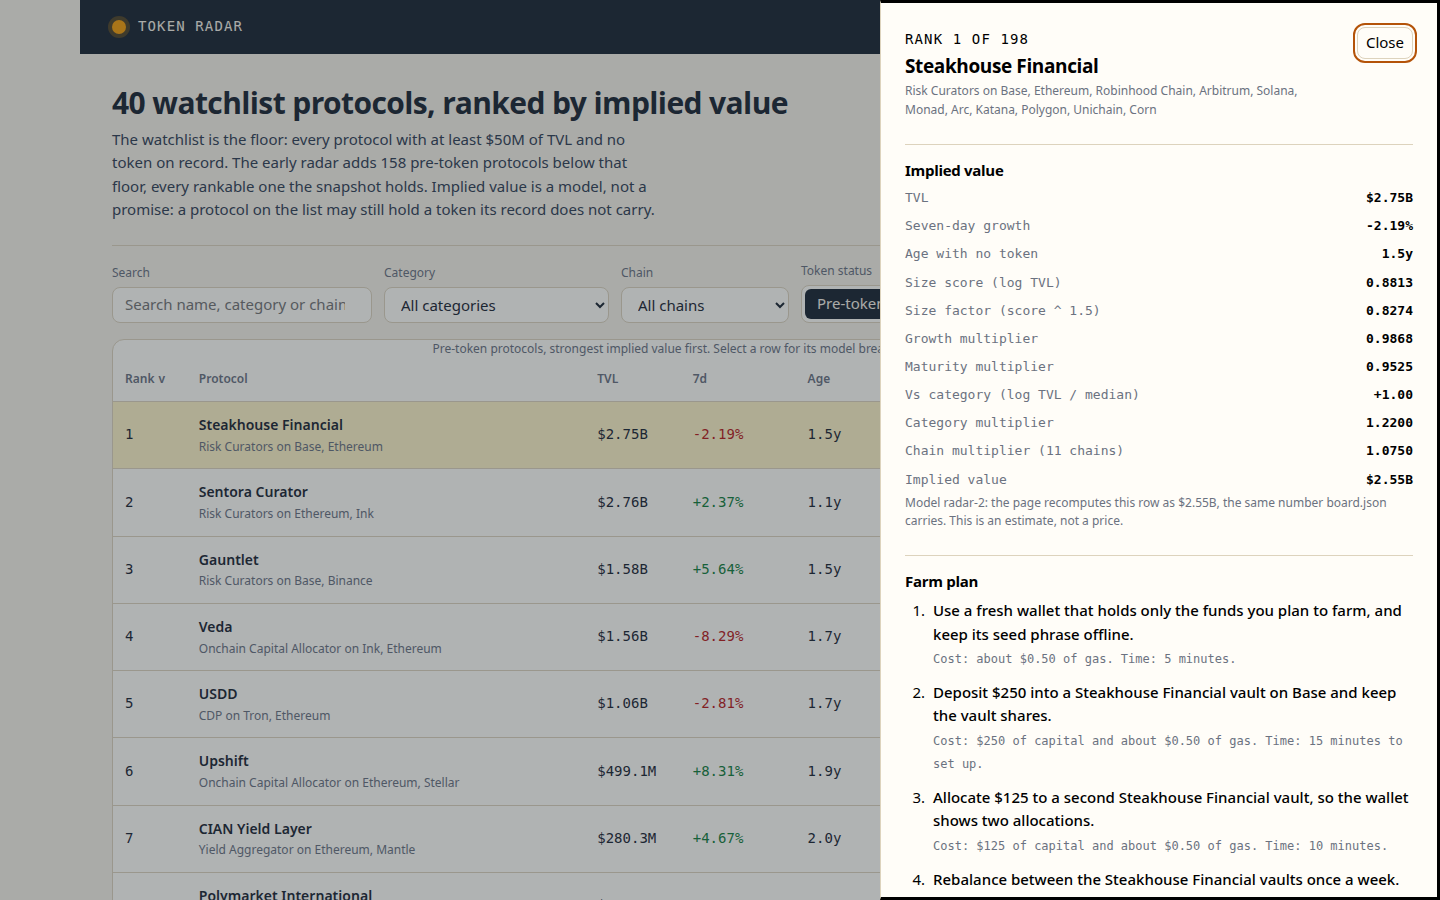 TOKEN RADAR
40 watchlist protocols, ranked by implied value
The watchlist is the floor: every protocol with at least $50M of TVL and no
token on record. The early radar adds 158 pre-token protocols below that
floor, every rankable one the snapshot holds. Implied value is a model, not a
promise: a protocol on the list may still hold a token its record does not carry.
Search
Category
Chain
Token status
Search name, category or chain
All categories
All chains
Pre-token
Pre-token protocols, strongest implied value first. Select a row for its model
Rank v Protocol TVL 7d Age
1 Steakhouse Financial $2.75B -2.19% 1.5y
Risk Curators on Base, Ethereum
2 Sentora Curator $2.76B +2.37% 1.1y
Risk Curators on Ethereum, Ink
3 Gauntlet $1.58B +5.64% 1.5y
Risk Curators on Base, Binance
4 Veda $1.56B -8.29% 1.7y
Onchain Capital Allocator on Ink, Ethereum
5 USDD $1.06B -2.81% 1.7y
CDP on Tron, Ethereum
6 Upshift $499.1M +8.31% 1.9y
Onchain Capital Allocator on Ethereum, Stellar
7 CIAN Yield Layer $280.3M +4.67% 2.0y
Yield Aggregator on Ethereum, Mantle
Polymarket International
RANK 1 OF 198
Close
Steakhouse Financial
Risk Curators on Base, Ethereum, Robinhood Chain, Arbitrum, Solana,
Monad, Arc, Katana, Polygon, Unichain, Corn
Implied value
TVL $2.75B
Seven-day growth -2.19%
Age with no token 1.5y
Size score (log TVL) 0.8813
Size factor (score ^ 1.5) 0.8274
Growth multiplier 0.9868
Maturity multiplier 0.9525
Vs category (log TVL / median) +1.00
Category multiplier 1.2200
Chain multiplier (11 chains) 1.0750
Implied value $2.55B
Model radar-2: the page recomputes this row as $2.55B, the same number board.json
carries. This is an estimate, not a price.
Farm plan
1. Use a fresh wallet that holds only the funds you plan to farm, and
keep its seed phrase offline.
Cost: about $0.50 of gas. Time: 5 minutes.
2. Deposit $250 into a Steakhouse Financial vault on Base and keep
the vault shares.
Cost: $250 of capital and about $0.50 of gas. Time: 15 minutes to
set up.
3. Allocate $125 to a second Steakhouse Financial vault, so the wallet
shows two allocations.
Cost: $125 of capital and about $0.50 of gas. Time: 10 minutes.
4. Rebalance between the Steakhouse Financial vaults once a week.